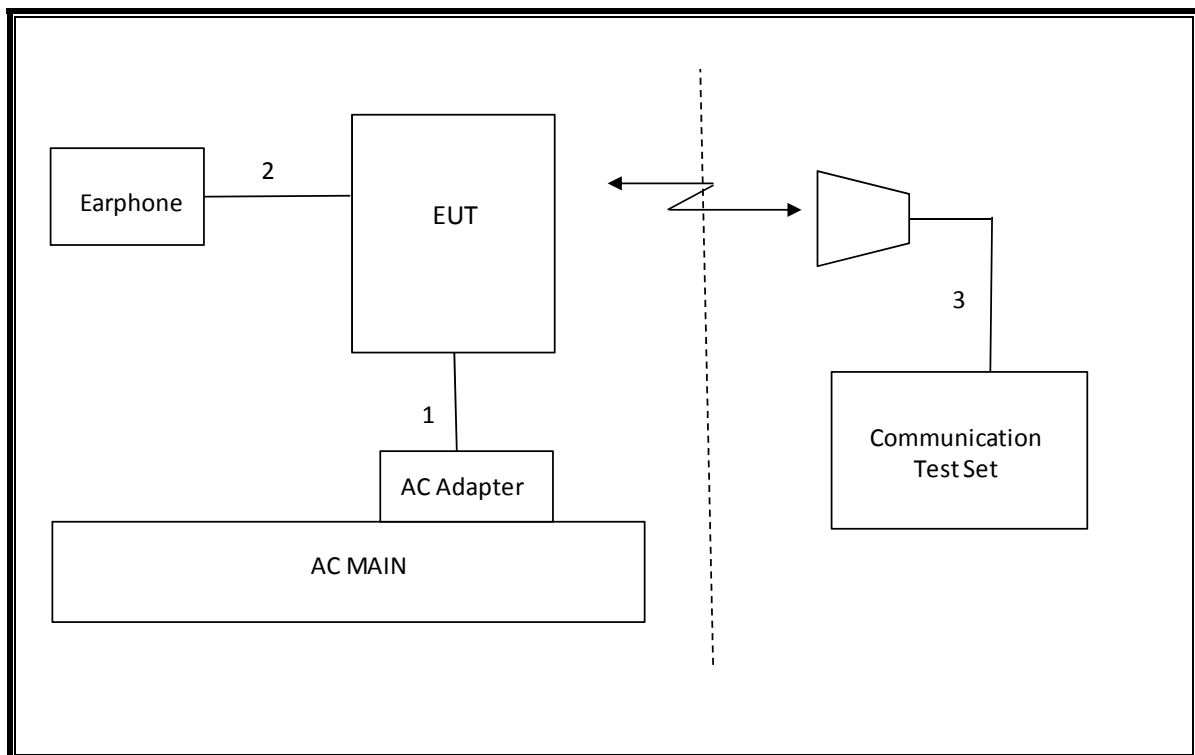 2
Earphone
EUT
3
1
Communication
Test Set
AC Adapter
AC MAIN